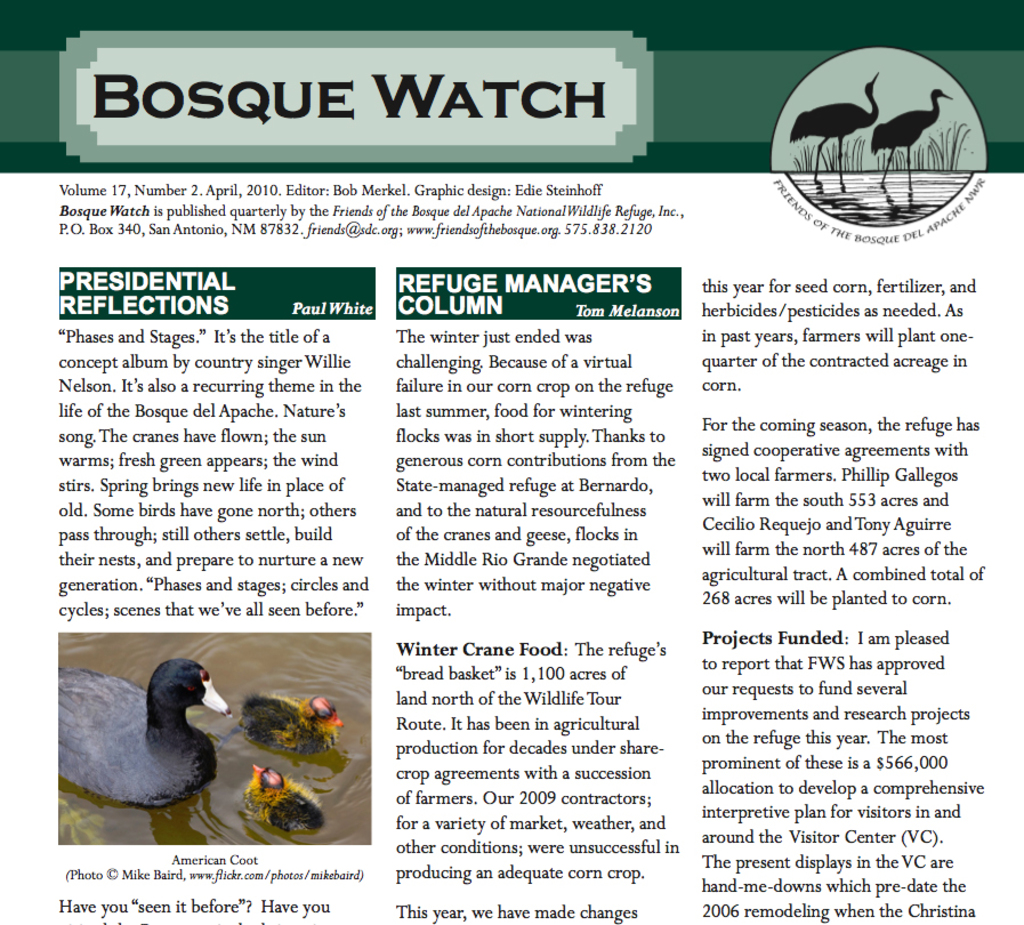 BOSQUE WATCH
FRIENDS OF THE BOSQUE DEL APACHE NWR
Volume 17, Number 2. April, 2010. Editor: Bob Merkel. Graphic design: Edie Steinhoff
Bosque Watch is published quarterly by the Friends of the Bosque del Apache National Wildlife Refuge, Inc.,
P.O. Box 340, San Antonio, NM 87832. friends@sdc.org; www.friendsofthebosque.org. 575.838.2120
PRESIDENTIAL
REFLECTIONS Paul White
“Phases and Stages.” It’s the title of a
concept album by country singer Willie
Nelson. It’s also a recurring theme in the
life of the Bosque del Apache. Nature’s
song. The cranes have flown; the sun
warms; fresh green appears; the wind
stirs. Spring brings new life in place of
old. Some birds have gone north; others
pass through; still others settle, build
their nests, and prepare to nurture a new
generation. “Phases and stages; circles and
cycles; scenes that we’ve all seen before.”
American Coot
(Photo © Mike Baird, www.flickr.com/photos/mikebaird)
Have you “seen it before”? Have you
REFUGE MANAGER’S
COLUMN Tom Melanson
The winter just ended was
challenging. Because of a virtual
failure in our corn crop on the refuge
last summer, food for wintering
flocks was in short supply. Thanks to
generous corn contributions from the
State-managed refuge at Bernardo,
and to the natural resourcefulness
of the cranes and geese, flocks in
the Middle Rio Grande negotiated
the winter without major negative
impact.
Winter Crane Food: The refuge’s
“bread basket” is 1,100 acres of
land north of the Wildlife Tour
Route. It has been in agricultural
production for decades under share-
crop agreements with a succession
of farmers. Our 2009 contractors;
for a variety of market, weather, and
other conditions; were unsuccessful in
producing an adequate corn crop.
This year, we have made changes
this year for seed corn, fertilizer, and
herbicides/pesticides as needed. As
in past years, farmers will plant one-
quarter of the contracted acreage in
corn.
For the coming season, the refuge has
signed cooperative agreements with
two local farmers. Phillip Gallegos
will farm the south 553 acres and
Cecilio Requejo and Tony Aguirre
will farm the north 487 acres of the
agricultural tract. A combined total of
268 acres will be planted to corn.
Projects Funded: I am pleased
to report that FWS has approved
our requests to fund several
improvements and research projects
on the refuge this year. The most
prominent of these is a $566,000
allocation to develop a comprehensive
interpretive plan for visitors in and
around the Visitor Center (VC).
The present displays in the VC are
hand-me-downs which pre-date the
2006 remodeling when the Christina